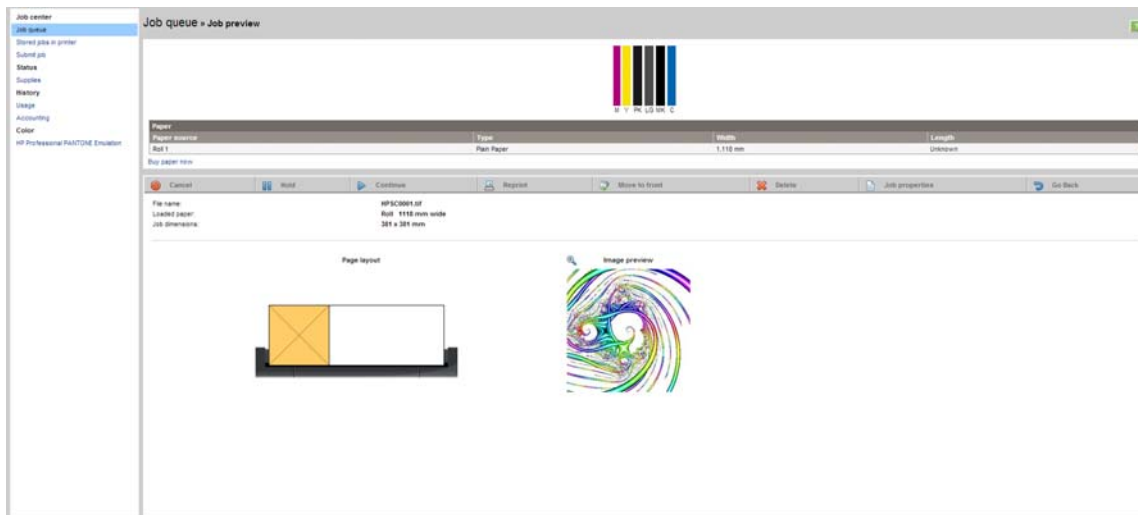 Job center
Job queue
Stored jobs in printer
Submit job
Status
Supplies
History
Usage
Accounting
Color
HP Professional PANTONE Emulation
Job queue » Job preview
M Y PK LG MK C
Paper
Paper source Type Width Length
Roll 1 Plain Paper 1,118 mm Unknown
Buy paper now
Cancel Hold Continue Reprint Move to front Delete Job properties Go Back
File name: HPSC0001.tif
Loaded paper: Roll 1118 mm wide
Job dimensions: 381 x 381 mm
Page layout Image preview